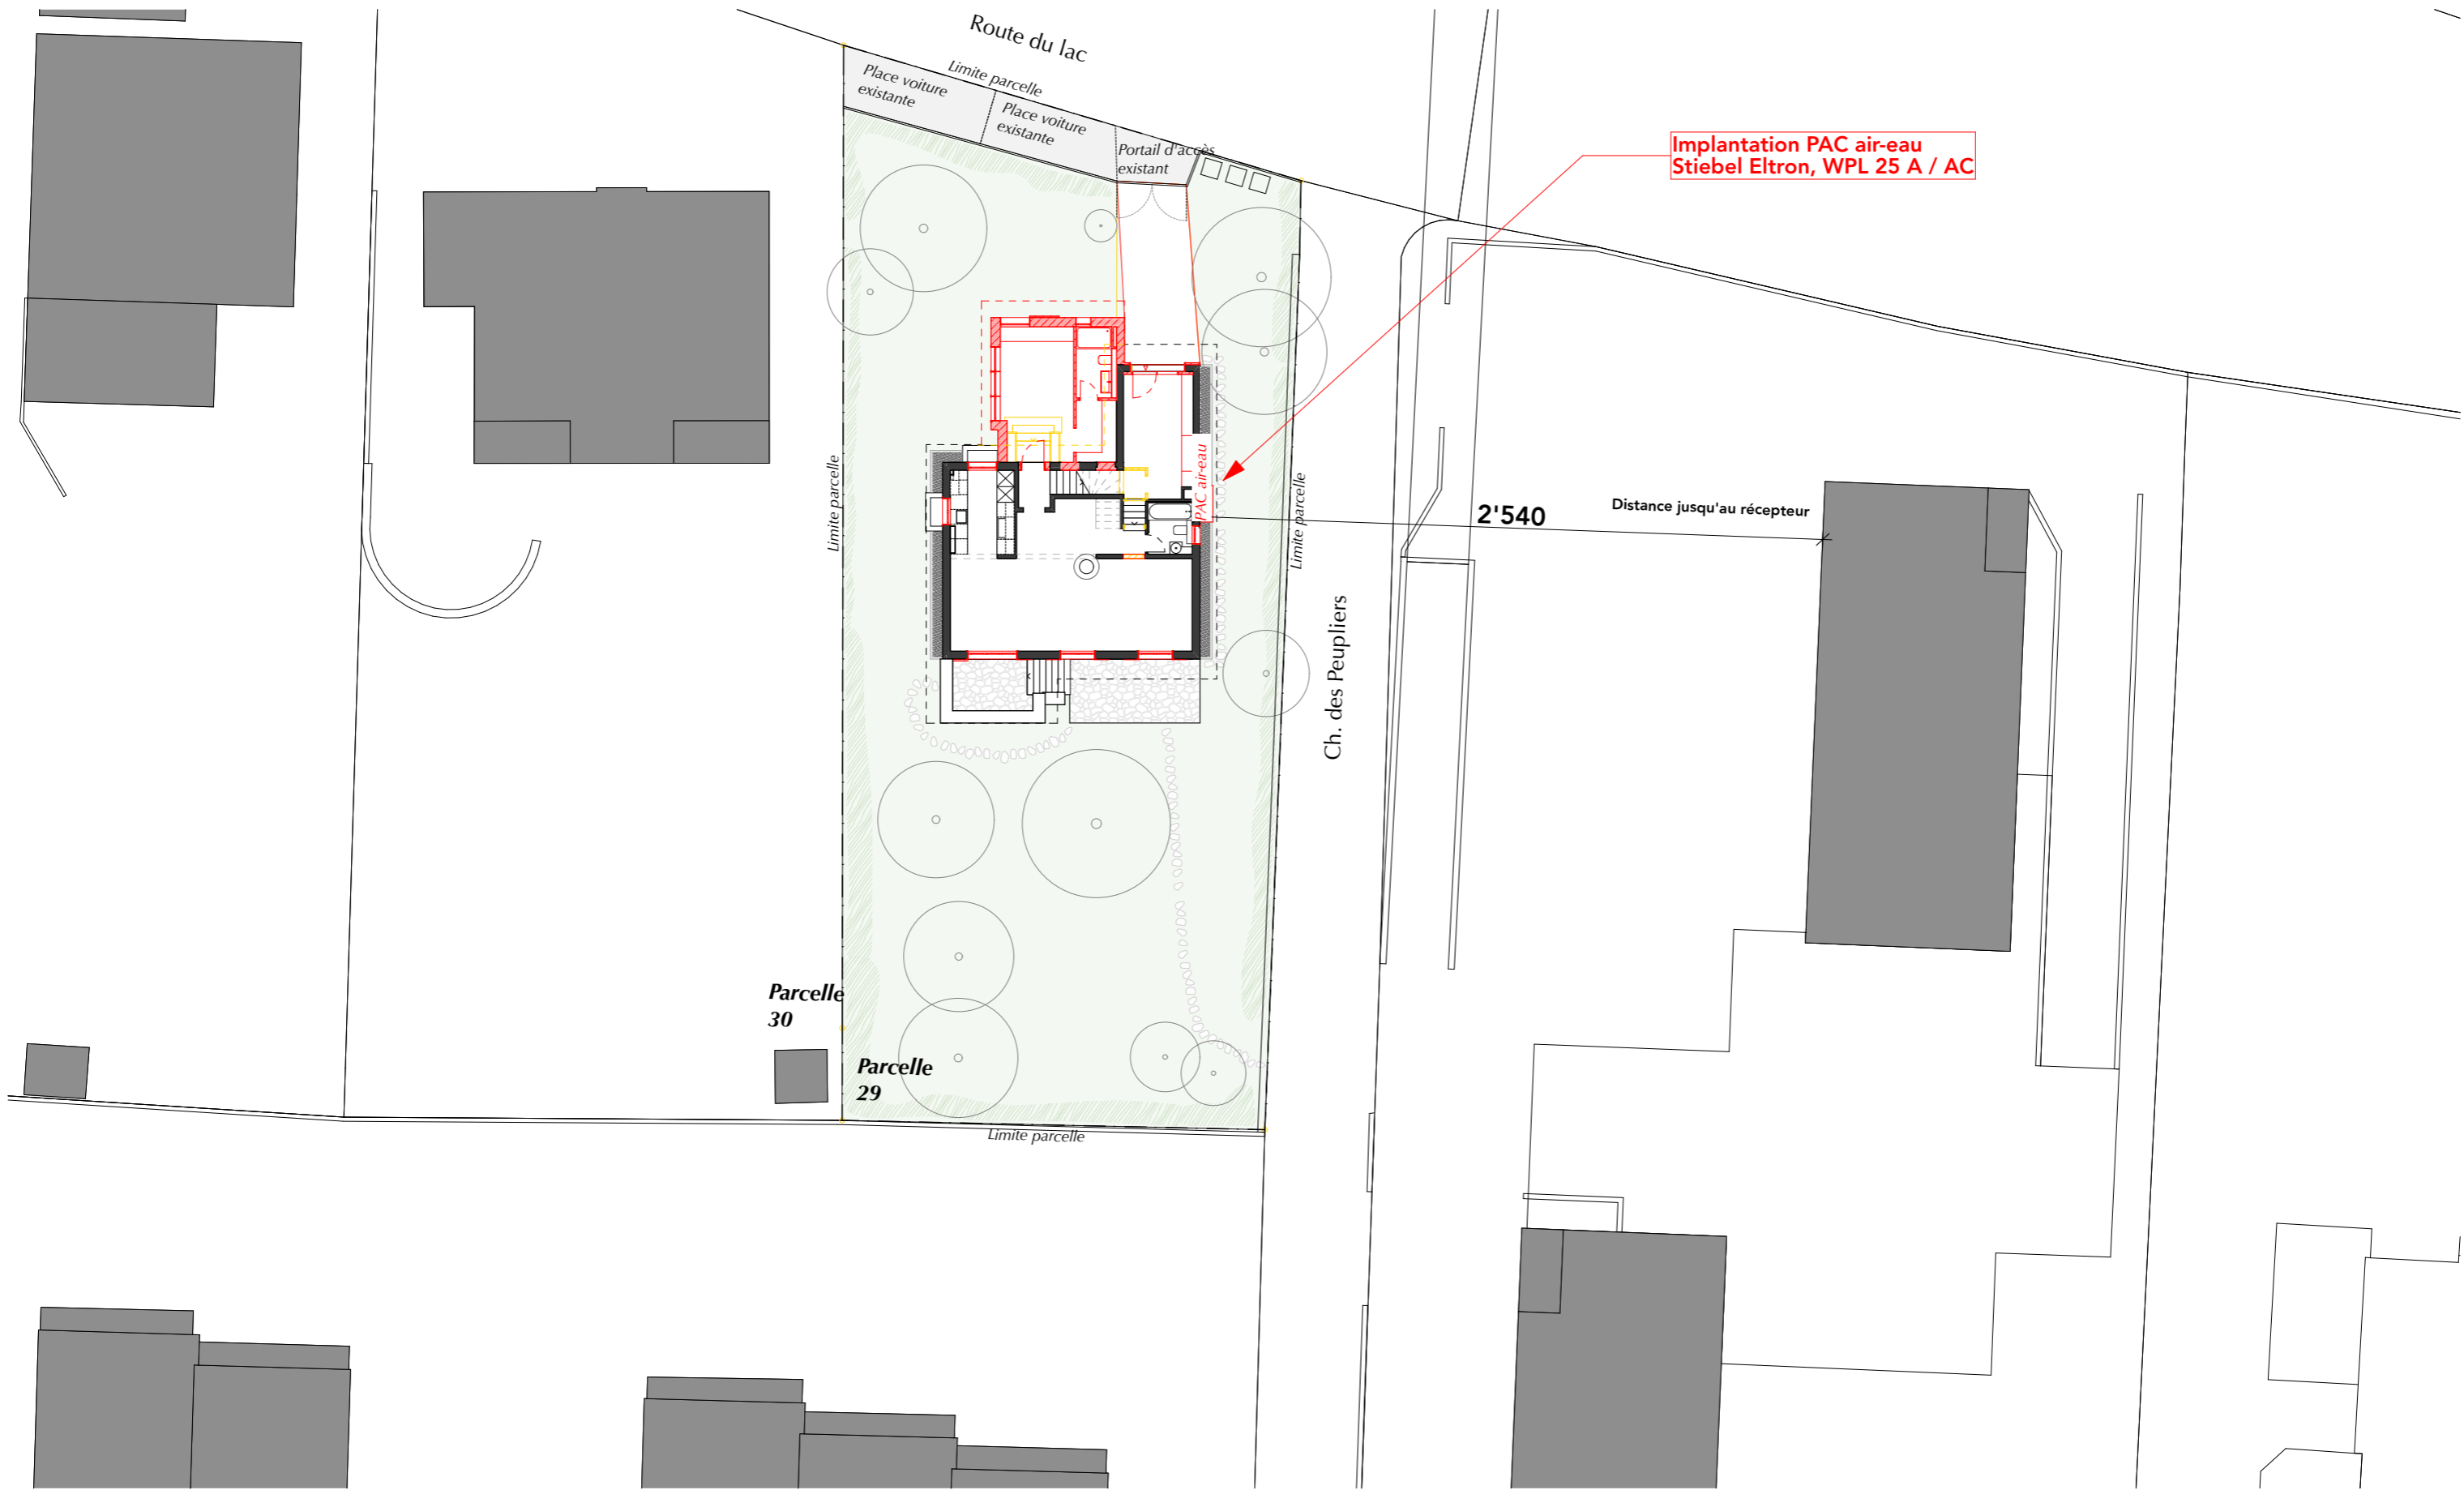 Route du lac
Limite parcelle
Place voiture
existante
Place voiture
existante
Portail d'accès
existant
Implantation PAC air-eau
Stiebel Eltron, WPL 25 A / AC
PAC air-eau
Limite parcelle
Limite parcelle
2'540
Distance jusqu'au récepteur
Ch. des Peupliers
Parcelle
30
Parcelle
29
Limite parcelle